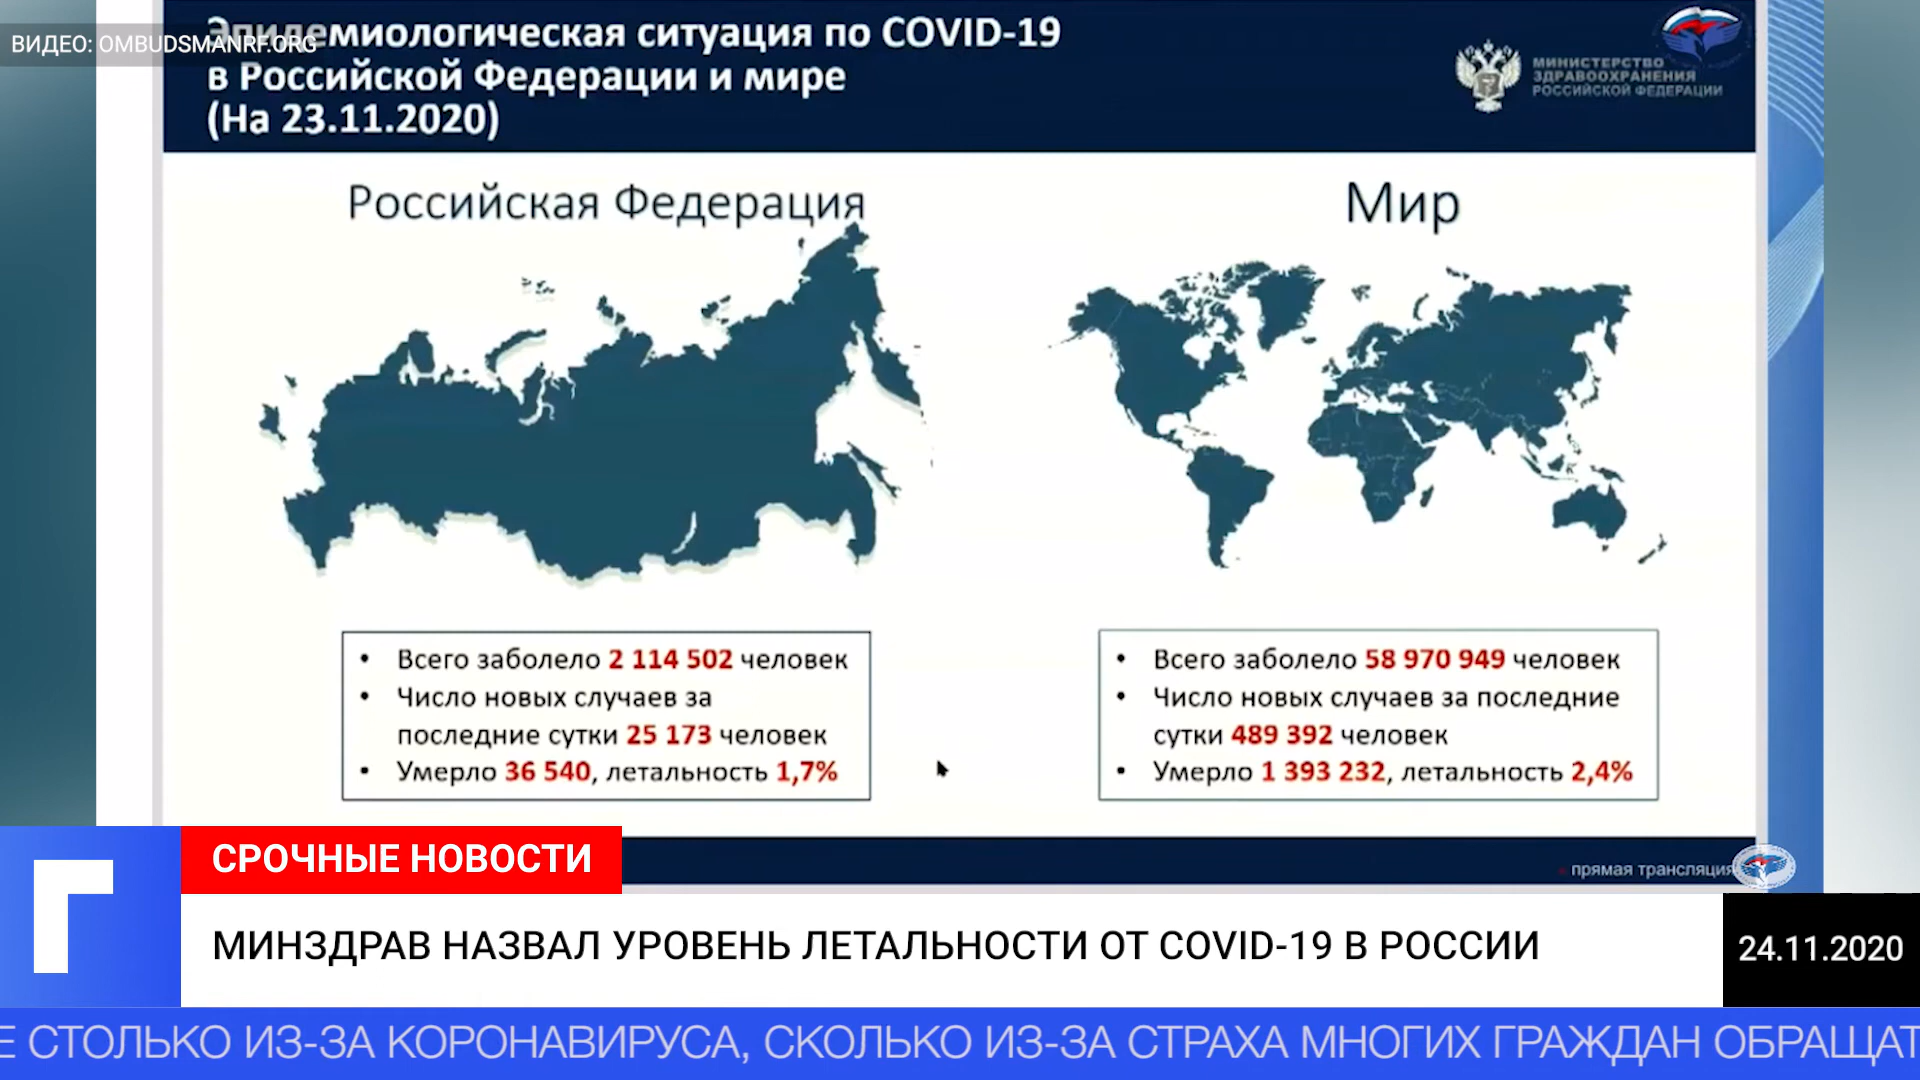 ВИДЕО: OMBUDSMANRF.ORG
Эпидемиологическая ситуация по COVID-19
в Российской Федерации и мире
(На 23.11.2020)
МИНИСТЕРСТВО
ЗДРАВООХРАНЕНИЯ
РОССИЙСКОЙ ФЕДЕРАЦИИ
Российская Федерация
• Всего заболело 2 114 502 человек
• Число новых случаев за
последние сутки 25 173 человек
• Умерло 36 540, летальность 1,7%
Мир
• Всего заболело 58 970 949 человек
• Число новых случаев за последние
сутки 489 392 человек
• Умерло 1 393 232, летальность 2,4%
прямая трансляция
Г
СРОЧНЫЕ НОВОСТИ
МИНЗДРАВ НАЗВАЛ УРОВЕНЬ ЛЕТАЛЬНОСТИ ОТ COVID-19 В РОССИИ
24.11.2020
Е СТОЛЬКО ИЗ-ЗА КОРОНАВИРУСА, СКОЛЬКО ИЗ-ЗА СТРАХА МНОГИХ ГРАЖДАН ОБРАЩАТ